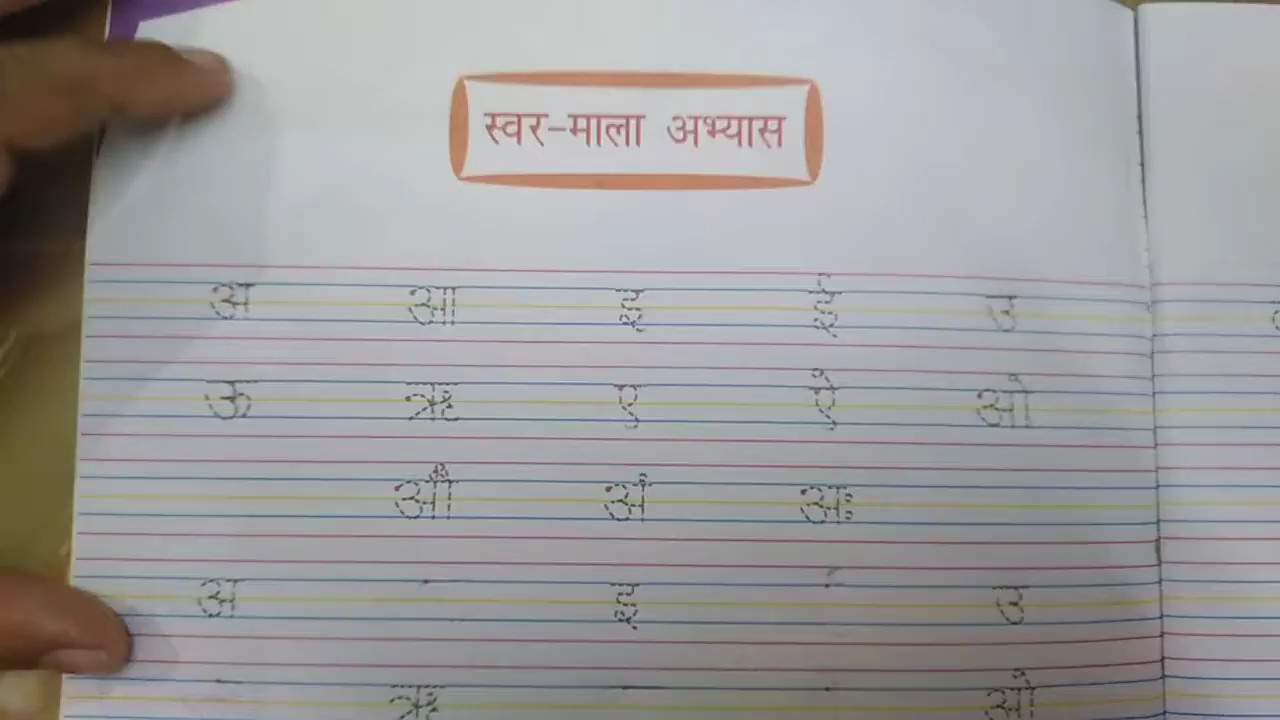 स्वर-माला अभ्यास
अ आ इ ई उ
ऊ ऋ ए ऐ ओ
औ अं अः
अ इ उ
ऋ ओ